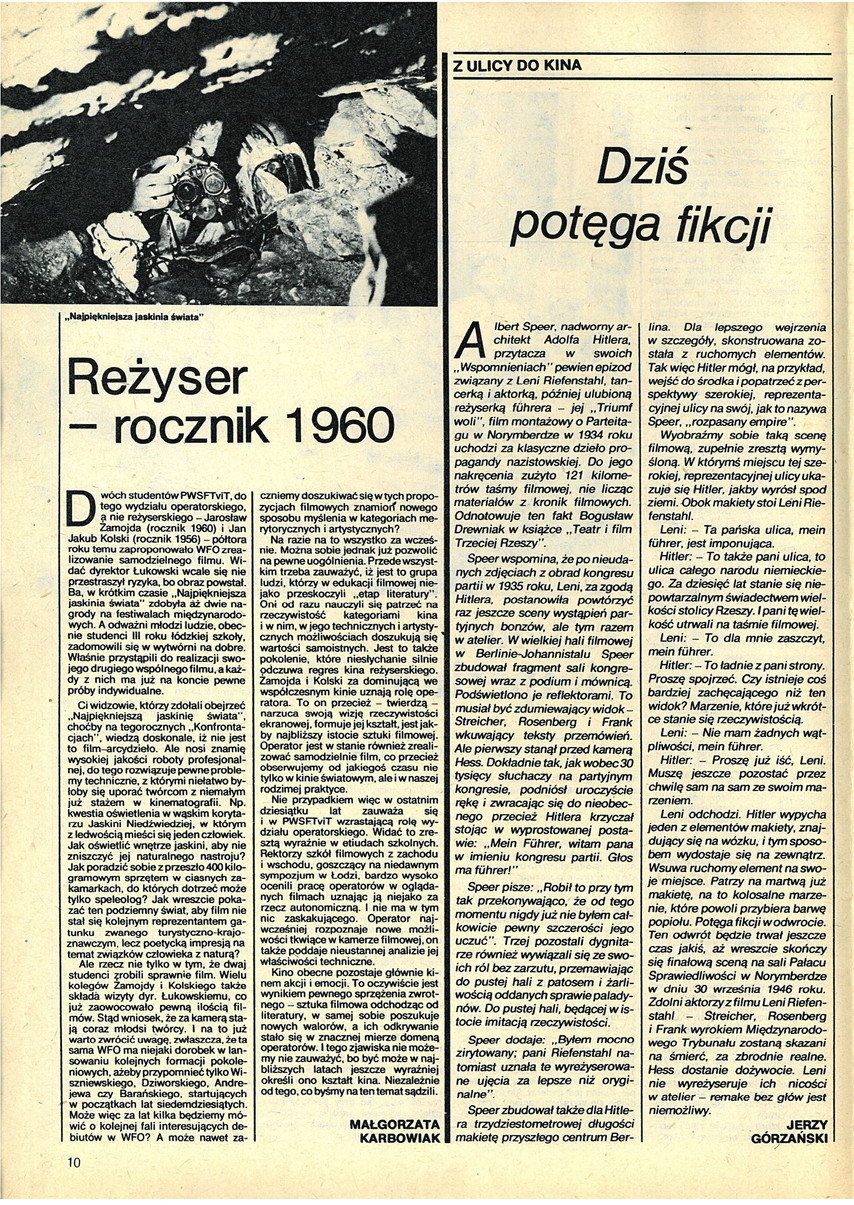 „Najpiękniejsza jaskinia świata"
Reżyser
– rocznik 1960
Dwóch studentów PWSFTviT, do
tego wydziału operatorskiego,
a nie reżyserskiego – Jarosław
Żamojda (rocznik 1960) i Jan
Jakub Kolski (rocznik 1956) – półtora
roku temu zaproponowało WFO zrea-
lizowanie samodzielnego filmu. Wi-
dać dyrektor Łukowski wcale się nie
przestraszył ryzyka, bo obraz powstał.
Ba, w krótkim czasie „Najpiękniejsza
jaskinia świata" zdobyła aż dwie na-
grody na festiwalach międzynarodo-
wych. A odważni młodzi ludzie, obec-
nie studenci III roku łódzkiej szkoły,
zadomowili się w wytwórni na dobre.
Właśnie przystąpili do realizacji swo-
jego drugiego wspólnego filmu, a każ-
dy z nich ma już na koncie pewne
próby indywidualne.
Ci widzowie, którzy zdołali obejrzeć
„Najpiękniejszą jaskinię świata",
choćby na tegorocznych „Konfronta-
cjach", wiedzą doskonale, iż nie jest
to film–arcydzieło. Ale nosi znamię
wysokiej jakości roboty profesjonal-
nej, do tego rozwiązuje pewne proble-
my techniczne, z którymi niełatwo by-
łoby się uporać twórcom z niemałym
już stażem w kinematografii. Np.
kwestia oświetlenia w wąskim koryta-
rzu Jaskini Niedźwiedziej, w którym
z ledwością mieści się jeden człowiek.
Jak oświetlić wnętrze jaskini, aby nie
zniszczyć jej naturalnego nastroju?
Jak poradzić sobie z przeszło 400 kilo-
gramowym sprzętem w ciasnych za-
kamarkach, do których dotrzeć może
tylko speleolog? Jak wreszcie poka-
zać ten podziemny świat, aby film nie
stał się kolejnym reprezentantem ga-
tunku zwanego turystyczno-krajo-
znawczym, lecz poetycką impresją na
temat związków człowieka z naturą?
Ale rzecz nie tylko w tym, że dwaj
studenci zrobili sprawnie film. Wielu
kolegów Żamojdy i Kolskiego także
składa wizyty dyr. Łukowskiemu, co
już zaowocowało pewną ilością fil-
mów. Stąd wniosek, że za kamerą sta-
ją coraz młodsi twórcy. I na to już
warto zwrócić uwagę, zwłaszcza, że ta
sama WFO ma niejaki dorobek w lan-
sowaniu kolejnych formacji pokole-
niowych, ażeby przypomnieć tylko Wi-
szniewskiego, Dziworskiego, Andre-
jewa czy Barańskiego, startujących
w początkach lat siedemdziesiątych.
Może więc za lat kilka będziemy mó-
wić o kolejnej fali interesujących de-
biutów w WFO? A może nawet za-
czniemy doszukiwać się w tych propo-
zycjach filmowych znamion nowego
sposobu myślenia w kategoriach me-
rytorycznych i artystycznych?
Na razie na to wszystko za wcześ-
nie. Można sobie jednak już pozwolić
na pewne uogólnienia. Przede wszyst-
kim trzeba zauważyć, iż jest to grupa
ludzi, którzy w edukacji filmowej nie-
jako przeskoczyli „etap literatury".
Oni od razu nauczyli się patrzeć na
rzeczywistość kategoriami kina
i w nim, w jego technicznych i artysty-
cznych możliwościach doszukują się
wartości samoistnych. Jest to także
pokolenie, które niesłychanie silnie
odczuwa regres kina reżyserskiego.
Żamojda i Kolski za dominującą we
współczesnym kinie uznają rolę ope-
ratora. To on przecież – twierdzą –
narzuca swoją wizję rzeczywistości
ekranowej, formuje jej kształt, jest jak-
by najbliższy istocie sztuki filmowej.
Operator jest w stanie również zreali-
zować samodzielnie film, co przecież
obserwujemy od jakiegoś czasu nie
tylko w kinie światowym, ale i w naszej
rodzimej praktyce.
Nie przypadkiem więc w ostatnim
dziesiątku lat zauważa się
i w PWSFTviT wzrastającą rolę wy-
działu operatorskiego. Widać to zre-
sztą wyraźnie w etiudach szkolnych.
Rektorzy szkół filmowych z zachodu
i wschodu, goszczący na niedawnym
sympozjum w Łodzi, bardzo wysoko
ocenili pracę operatorów w ogląda-
nych filmach uznając ją niejako za
rzecz autonomiczną. I nie ma w tym
nic zaskakującego. Operator naj-
wcześniej rozpoznaje nowe możli-
wości tkwiące w kamerze filmowej, on
także poddaje nieustannej analizie jej
właściwości techniczne.
Kino obecne pozostaje głównie ki-
nem akcji i emocji. To oczywiście jest
wynikiem pewnego sprzężenia zwrot-
nego – sztuka filmowa odchodząc od
literatury, w samej sobie poszukuje
nowych walorów, a ich odkrywanie
stało się w znacznej mierze domeną
operatorów. I tego zjawiska nie może-
my nie zauważyć, bo być może w naj-
bliższych latach jeszcze wyraźniej
określi ono kształt kina. Niezależnie
od tego, co byśmy na ten temat sądzili.
MAŁGORZATA
KARBOWIAK
10
Z ULICY DO KINA
Dziś
potęga fikcji
Albert Speer, nadworny ar-
chitekt Adolfa Hitlera,
przytacza w swoich
„Wspomnieniach" pewien epizod
związany z Leni Riefenstahl, tan-
cerką i aktorką, później ulubioną
reżyserką führera – jej „Triumf
woli", film montażowy o Parteita-
gu w Norymberdze w 1934 roku
uchodzi za klasyczne dzieło pro-
pagandy nazistowskiej. Do jego
nakręcenia zużyto 121 kilome-
trów taśmy filmowej, nie licząc
materiałów z kronik filmowych.
Odnotowuje ten fakt Bogusław
Drewniak w książce „Teatr i film
Trzeciej Rzeszy".
Speer wspomina, że po nieuda-
nych zdjęciach z obrad kongresu
partii w 1935 roku, Leni, za zgodą
Hitlera, postanowiła powtórzyć
raz jeszcze sceny wystąpień par-
tyjnych bonzów, ale tym razem
w atelier. W wielkiej hali filmowej
w Berlinie-Johannistalu Speer
zbudował fragment sali kongre-
sowej wraz z podium i mównicą.
Podświetlono je reflektorami. To
musiał być zdumiewający widok –
Streicher, Rosenberg i Frank
wkuwający teksty przemówień.
Ale pierwszy stanął przed kamerą
Hess. Dokładnie tak, jak wobec 30
tysięcy słuchaczy na partyjnym
kongresie, podniósł uroczyście
rękę i zwracając się do nieobec-
nego przecież Hitlera krzyczał
stojąc w wyprostowanej posta-
wie: „Mein Führer, witam pana
w imieniu kongresu partii. Głos
ma führer!"
Speer pisze: „Robił to przy tym
tak przekonywająco, że od tego
momentu nigdy już nie byłem cał-
kowicie pewny szczerości jego
uczuć". Trzej pozostali dygnita-
rze również wywiązali się ze swo-
ich ról bez zarzutu, przemawiając
do pustej hali z patosem i żarli-
wością oddanych sprawie palady-
nów. Do pustej hali, będącej w is-
tocie imitacją rzeczywistości.
Speer dodaje: „Byłem mocno
zirytowany; pani Riefenstahl na-
tomiast uznała te wyreżyserowa-
ne ujęcia za lepsze niż orygi-
nalne".
Speer zbudował także dla Hitle-
ra trzydziestometrowej długości
makietę przyszłego centrum Ber-
lina. Dla lepszego wejrzenia
w szczegóły, skonstruowana zo-
stała z ruchomych elementów.
Tak więc Hitler mógł, na przykład,
wejść do środka i popatrzeć z per-
spektywy szerokiej, reprezenta-
cyjnej ulicy na swój, jak to nazywa
Speer, „rozpasany empire".
Wyobraźmy sobie taką scenę
filmową, zupełnie zresztą wymy-
śloną. W którymś miejscu tej sze-
rokiej, reprezentacyjnej ulicy uka-
zuje się Hitler, jakby wyrósł spod
ziemi. Obok makiety stoi Leni Rie-
fenstahl.
Leni: – Ta pańska ulica, mein
führer, jest imponująca.
Hitler: – To także pani ulica, to
ulica całego narodu niemieckie-
go. Za dziesięć lat stanie się nie-
powtarzalnym świadectwem wiel-
kości stolicy Rzeszy. I pani tę wiel-
kość utrwali na taśmie filmowej.
Leni: – To dla mnie zaszczyt,
mein führer.
Hitler: – To ładnie z pani strony.
Proszę spojrzeć. Czy istnieje coś
bardziej zachęcającego niż ten
widok? Marzenie, które już wkrót-
ce stanie się rzeczywistością.
Leni: – Nie mam żadnych wąt-
pliwości, mein führer.
Hitler: – Proszę już iść, Leni.
Muszę jeszcze pozostać przez
chwilę sam na sam ze swoim ma-
rzeniem.
Leni odchodzi. Hitler wypycha
jeden z elementów makiety, znaj-
dujący się na wózku, i tym sposo-
bem wydostaje się na zewnątrz.
Wsuwa ruchomy element na swo-
je miejsce. Patrzy na martwą już
makietę, na to kolosalne marze-
nie, które powoli przybiera barwę
popiołu. Potęga fikcji w odwrocie.
Ten odwrót będzie trwał jeszcze
czas jakiś, aż wreszcie skończy
się finałową sceną na sali Pałacu
Sprawiedliwości w Norymberdze
w dniu 30 września 1946 roku.
Zdolni aktorzy z filmu Leni Riefen-
stahl – Streicher, Rosenberg
i Frank wyrokiem Międzynarodo-
wego Trybunału zostaną skazani
na śmierć, za zbrodnie realne.
Hess dostanie dożywocie. Leni
nie wyreżyseruje ich nicości
w atelier – remake bez głów jest
niemożliwy.
JERZY
GÓRZAŃSKI